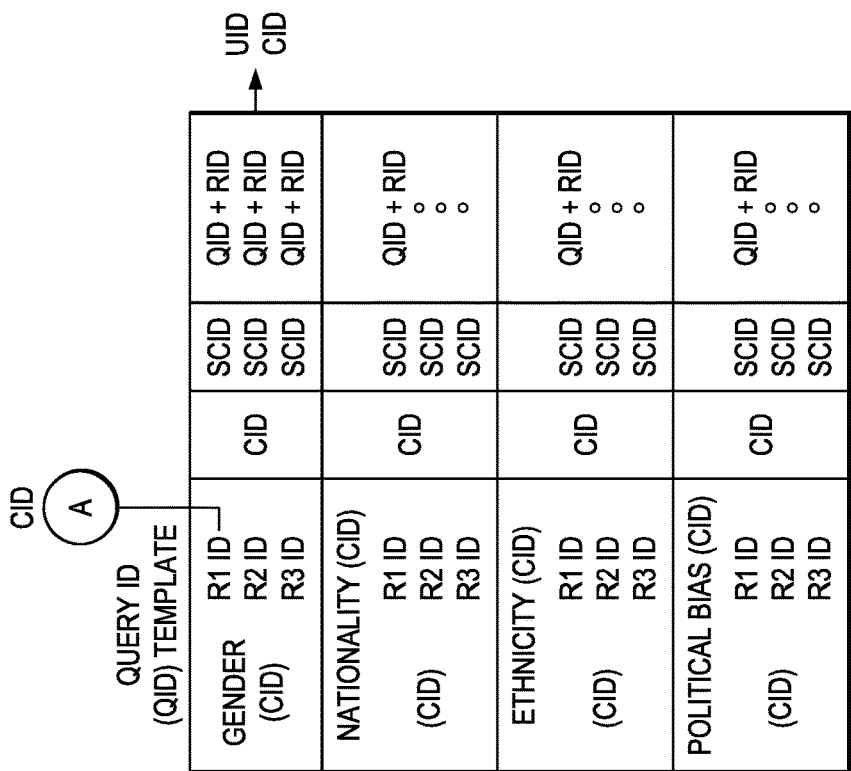 CID
A
QUERY ID
(QID) TEMPLATE
GENDER
(CID)
R1 ID
R2 ID
R3 ID
CID
SCID
SCID
SCID
QID + RID
QID + RID
QID + RID
UID
CID
NATIONALITY (CID)
(CID)
R1 ID
R2 ID
R3 ID
CID
SCID
SCID
SCID
QID + RID
ETHNICITY (CID)
(CID)
R1 ID
R2 ID
R3 ID
CID
SCID
SCID
SCID
QID + RID
POLITICAL BIAS (CID)
(CID)
R1 ID
R2 ID
R3 ID
CID
SCID
SCID
SCID
QID + RID